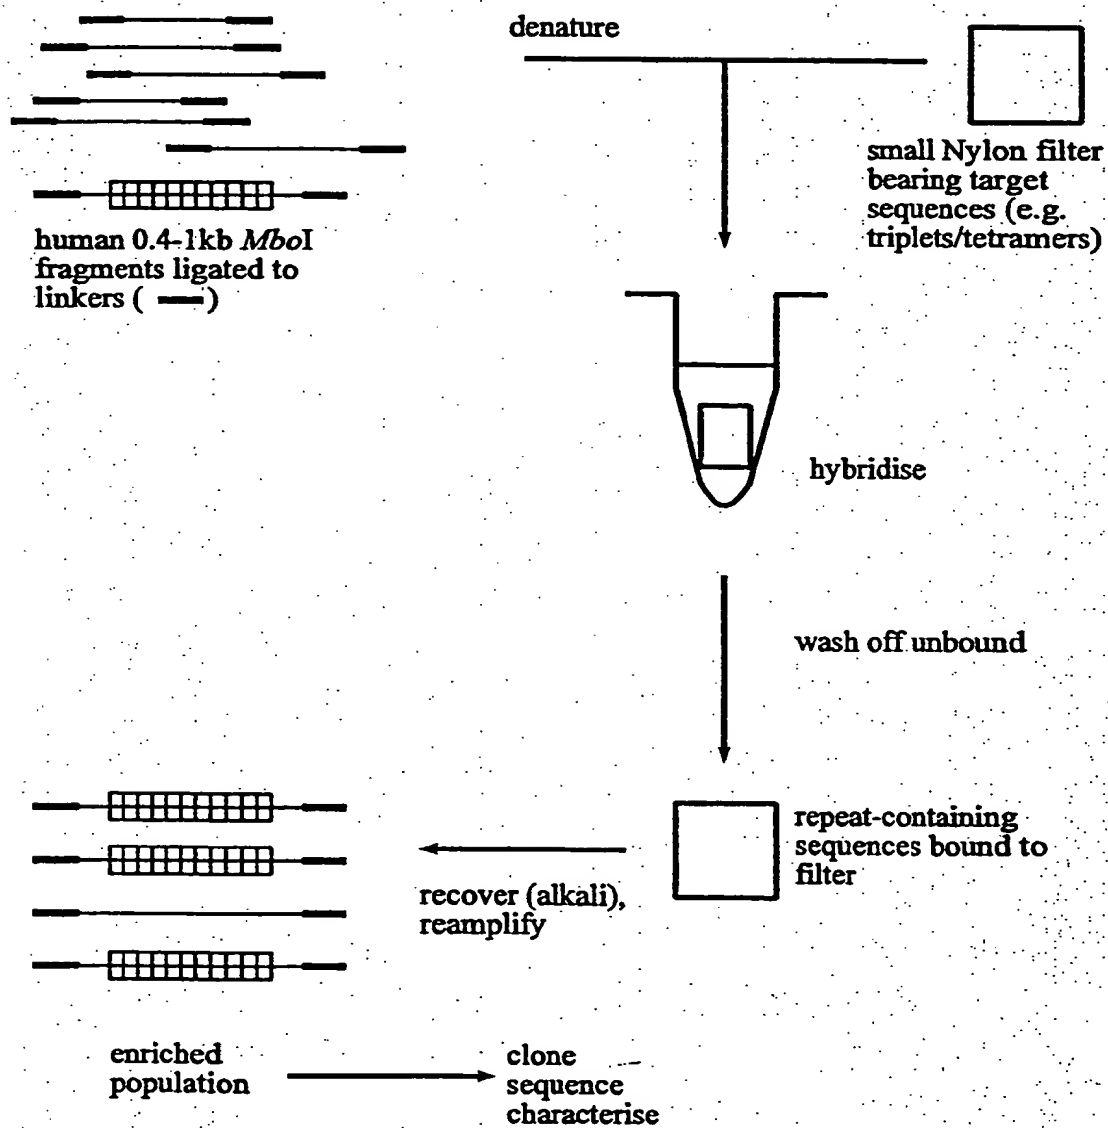 denature
small Nylon filter
bearing target
sequences (e.g.
triplets/tetramers)
human 0.4-1kb MboI
fragments ligated to
linkers ( )
hybridise
wash off unbound
repeat-containing
sequences bound to
filter
recover (alkali),
reamplify
enriched
population
clone
sequence
characterise